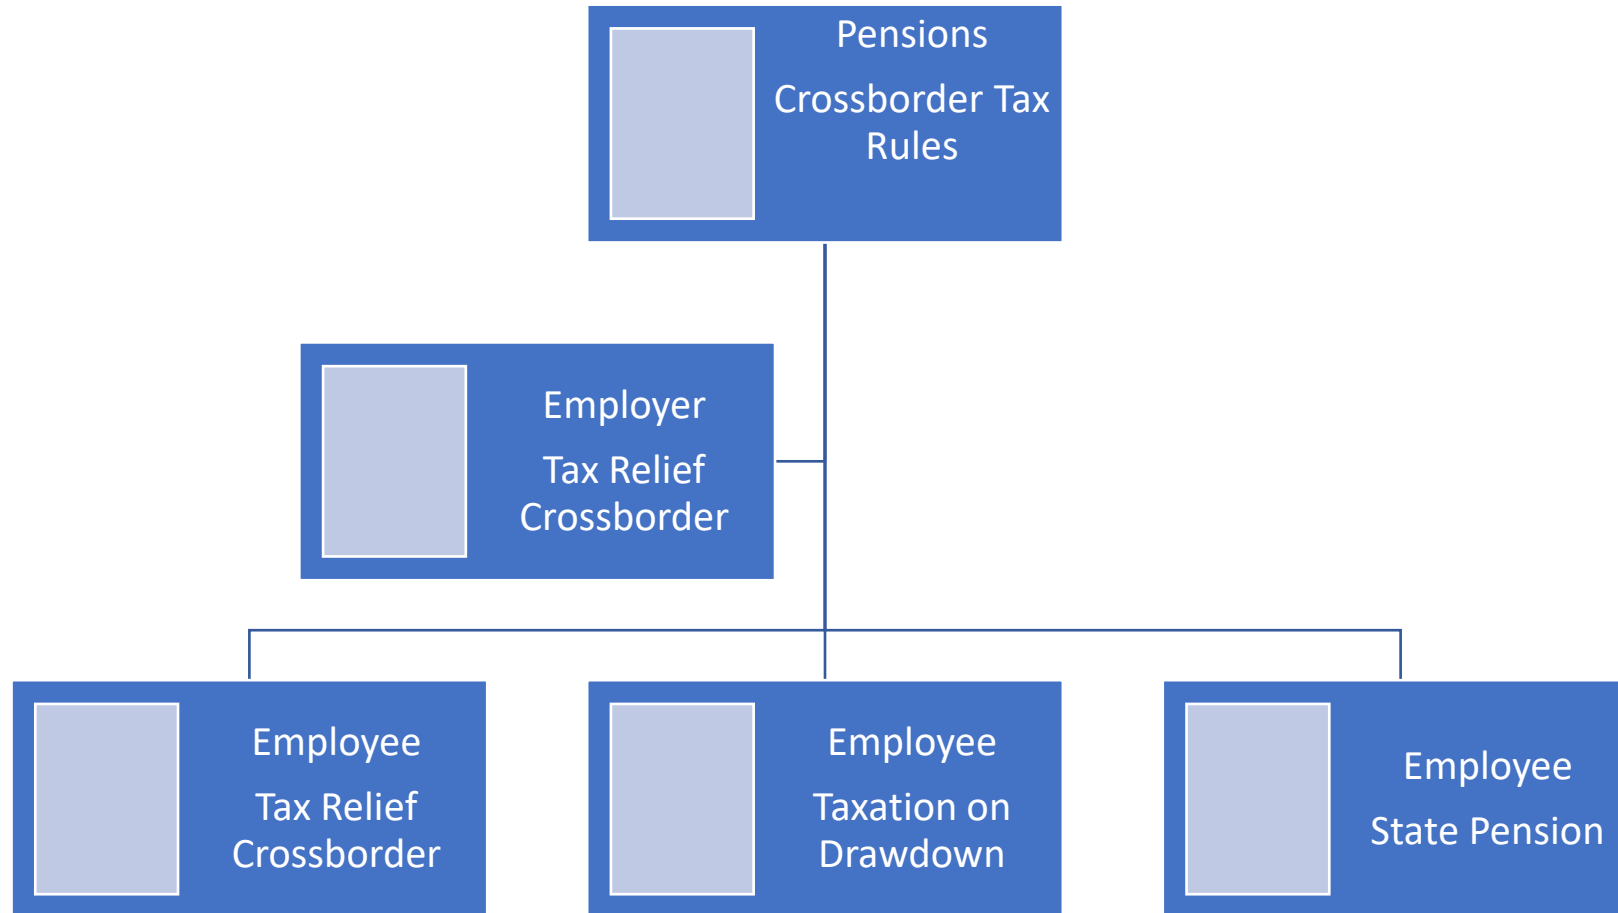 Pensions
Crossborder Tax
Rules
Employer
Tax Relief
Crossborder
Employee
Tax Relief
Crossborder
Employee
Taxation on
Drawdown
Employee
State Pension